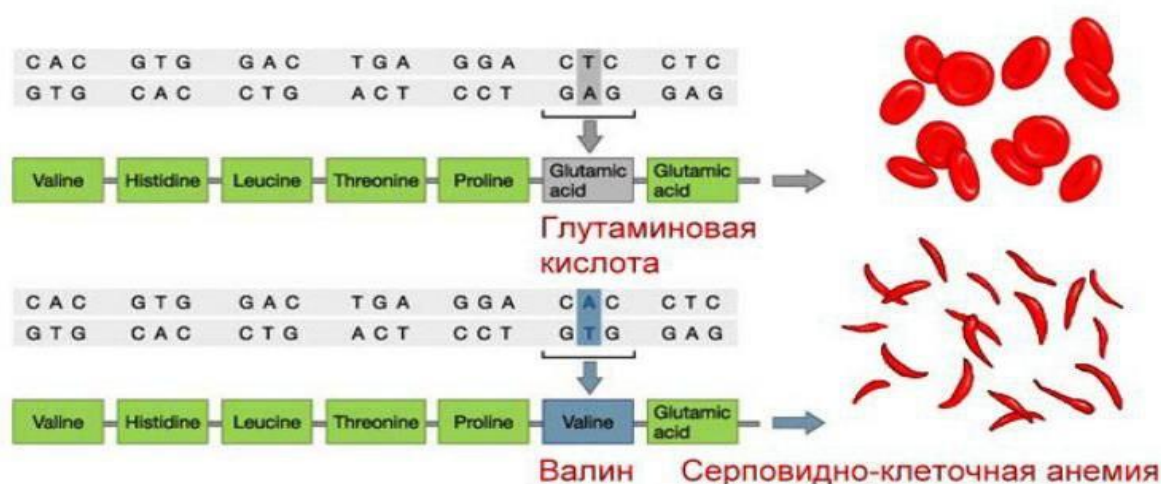 CAC GTG GAC TGA GGA CTC CTC
GTG CAC CTG ACT CCT GAG GAG
Valine Histidine Leucine Threonine Proline Glutamic acid Glutamic acid
Глутаминовая
кислота
CAC GTG GAC TGA GGA CAC CTC
GTG CAC CTG ACT CCT GTG GAG
Valine Histidine Leucine Threonine Proline Valine Glutamic acid
Валин Серповидно-клеточная анемия